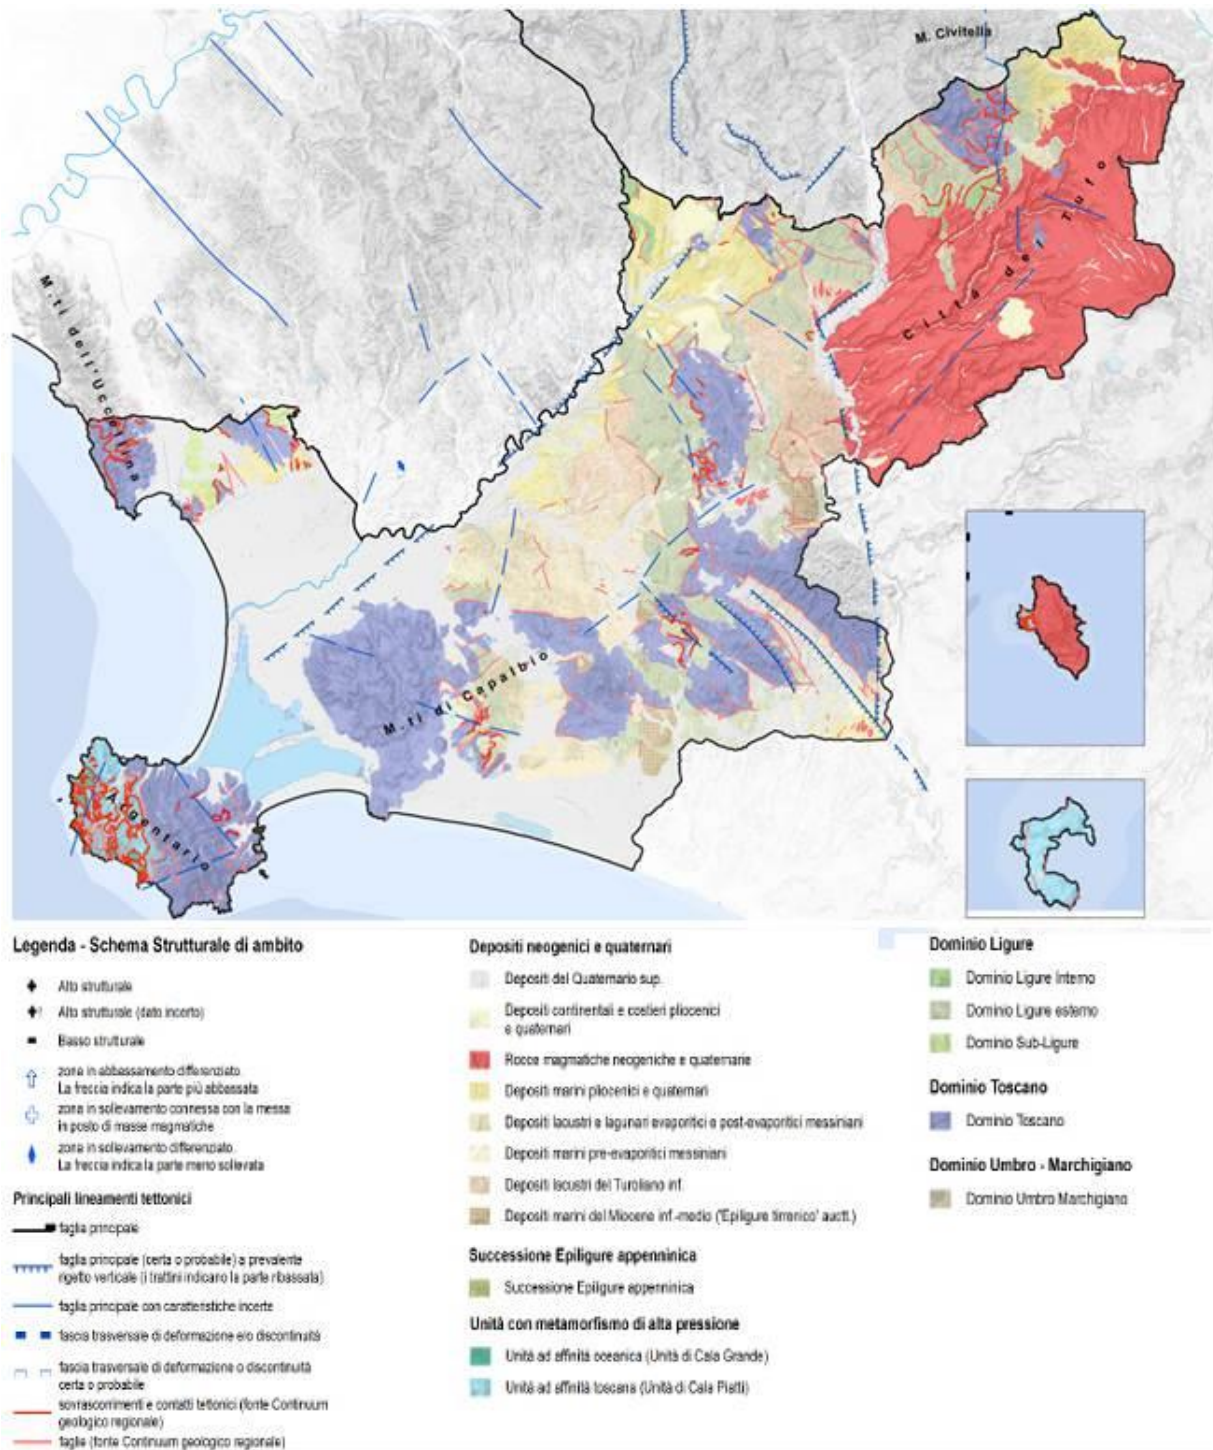 M. Civitella
Città del Tufo
M.ti dell'Uccellina
M.ti di Capalbio
Argentario
Legenda - Schema Strutturale di ambito
Alto strutturale
Alto strutturale (dato incerto)
Basso strutturale
zona in abbassamento differenziato
La freccia indica la parte più abbassata
zona in sollevamento connessa con la messa
in posto di masse magmatiche
zona in sollevamento differenziato
La freccia indica la parte meno sollevata
Principali lineamenti tettonici
faglia principale
faglia principale (certa o probabile) a prevalente
rigetto verticale (i trattini indicano la parte ribassata)
faglia principale con caratteristiche incerte
fascia trasversale di deformazione e/o discontinuità
fascia trasversale di deformazione o discontinuità
certa o probabile
sovrascorrimenti e contatti tettonici (fonte Continuum
geologico regionale)
faglie (fonte Continuum geologico regionale)
Depositi neogenici e quaternari
Depositi del Quaternario sup.
Depositi continentali e costieri pliocenici
e quaternari
Rocce magmatiche neogeniche e quaternarie
Depositi marini pliocenici e quaternari
Depositi lacustri e lagunari evaporitici e post-evaporitici messiniani
Depositi marini pre-evaporitici messiniani
Depositi lacustri del Turoliano inf.
Depositi marini del Miocene inf.-medio ('Epiligure tirrenico' auctt.)
Successione Epiligure appenninica
Successione Epiligure appenninica
Unità con metamorfismo di alta pressione
Unità ad affinità oceanica (Unità di Cala Grande)
Unità ad affinità toscana (Unità di Cala Piatti)
Dominio Ligure
Dominio Ligure Interno
Dominio Ligure esterno
Dominio Sub-Ligure
Dominio Toscano
Dominio Toscano
Dominio Umbro - Marchigiano
Dominio Umbro Marchigiano